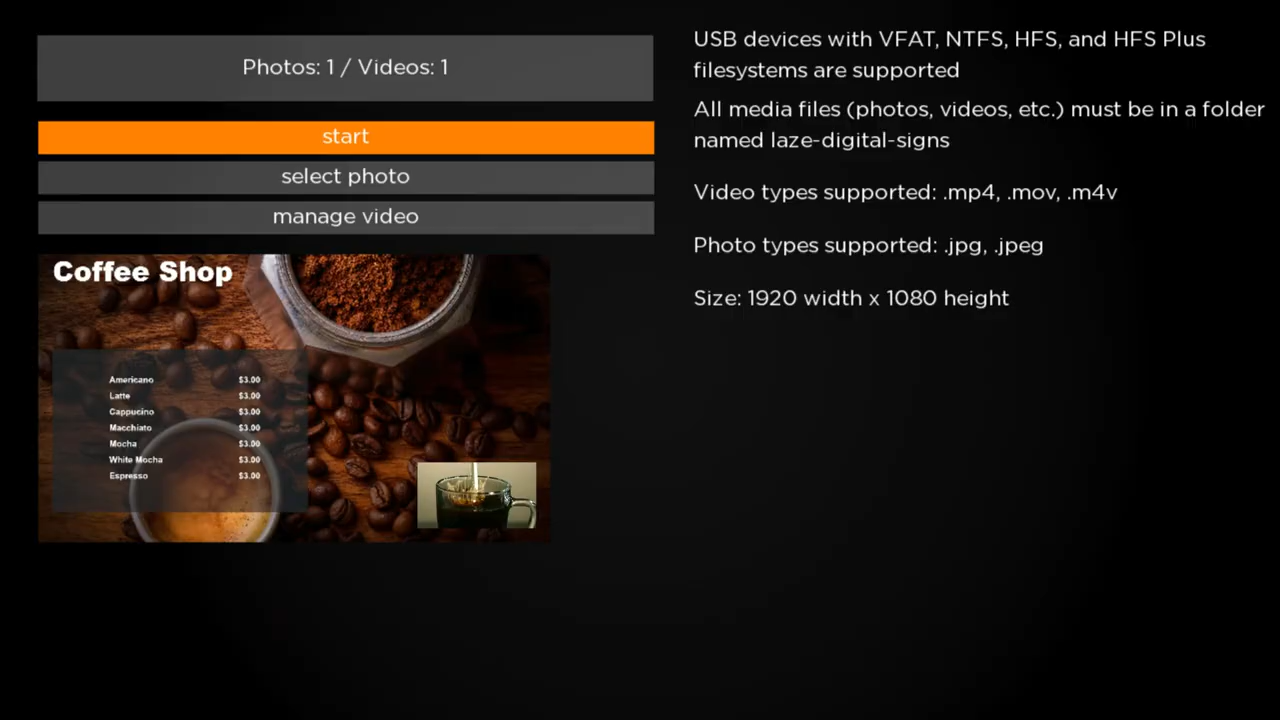 Photos: 1 / Videos: 1
start
select photo
manage video
Coffee Shop
Americano $3.00
Latte $3.00
Cappucino $3.00
Macchiato $3.00
Mocha $3.00
White Mocha $3.00
Espresso $3.00
USB devices with VFAT, NTFS, HFS, and HFS Plus
filesystems are supported
All media files (photos, videos, etc.) must be in a folder
named laze-digital-signs
Video types supported: .mp4, .mov, .m4v
Photo types supported: .jpg, .jpeg
Size: 1920 width x 1080 height